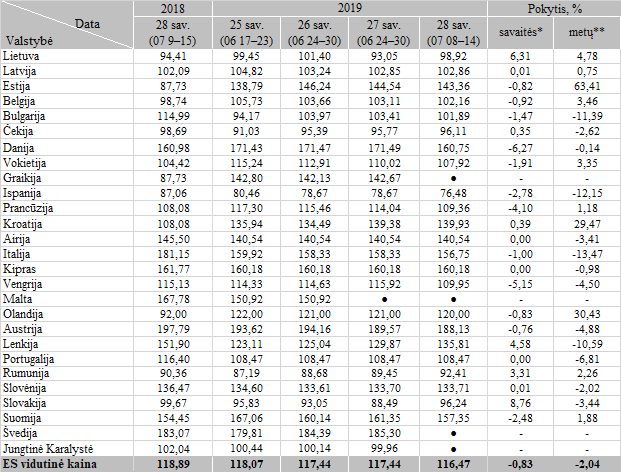 Data 2018 2019 Pokytis, %
Valstybė 28 sav. (07 9–15) 25 sav. (06 17–23) 26 sav. (06 24–30) 27 sav. (06 24–30) 28 sav. (07 08–14) savaitės* metų**
Lietuva 94,41 99,45 101,40 93,05 98,92 6,31 4,78
Latvija 102,09 104,82 103,24 102,85 102,86 0,01 0,75
Estija 87,73 138,79 146,24 144,54 143,36 -0,82 63,41
Belgija 98,74 105,73 103,66 103,11 102,16 -0,92 3,46
Bulgarija 114,99 94,17 103,97 103,41 101,89 -1,47 -11,39
Čekija 98,69 91,03 95,39 95,77 96,11 0,35 -2,62
Danija 160,98 171,43 171,47 171,49 160,75 -6,27 -0,14
Vokietija 104,42 115,24 112,91 110,02 107,92 -1,91 3,35
Graikija 87,73 142,80 142,13 142,67 ● - -
Ispanija 87,06 80,46 78,67 78,67 76,48 -2,78 -12,15
Prancūzija 108,08 117,30 115,46 114,04 109,36 -4,10 1,18
Kroatija 108,08 135,94 134,49 139,38 139,93 0,39 29,47
Airija 145,50 140,54 140,54 140,54 140,54 0,00 -3,41
Italija 181,15 159,92 158,33 158,33 156,75 -1,00 -13,47
Kipras 161,77 160,18 160,18 160,18 160,18 0,00 -0,98
Vengrija 115,13 114,33 114,63 115,92 109,95 -5,15 -4,50
Malta 167,78 150,92 150,92 ● ● - -
Olandija 92,00 122,00 121,00 121,00 120,00 -0,83 30,43
Austrija 197,79 193,62 194,16 189,57 188,13 -0,76 -4,88
Lenkija 151,90 123,11 125,04 129,87 135,81 4,58 -10,59
Portugalija 116,40 108,47 108,47 108,47 108,47 0,00 -6,81
Rumunija 90,36 87,19 88,68 89,45 92,41 3,31 2,26
Slovėnija 136,47 134,60 133,61 133,70 133,71 0,01 -2,02
Slovakija 99,67 95,83 93,05 88,49 96,24 8,76 -3,44
Suomija 154,45 167,06 160,14 161,35 157,35 -2,48 1,88
Švedija 183,07 179,81 184,39 185,30 ● - -
Jungtinė Karalystė 102,04 100,44 100,14 99,96 ● - -
ES vidutinė kaina 118,89 118,07 117,44 117,44 116,47 -0,83 -2,04